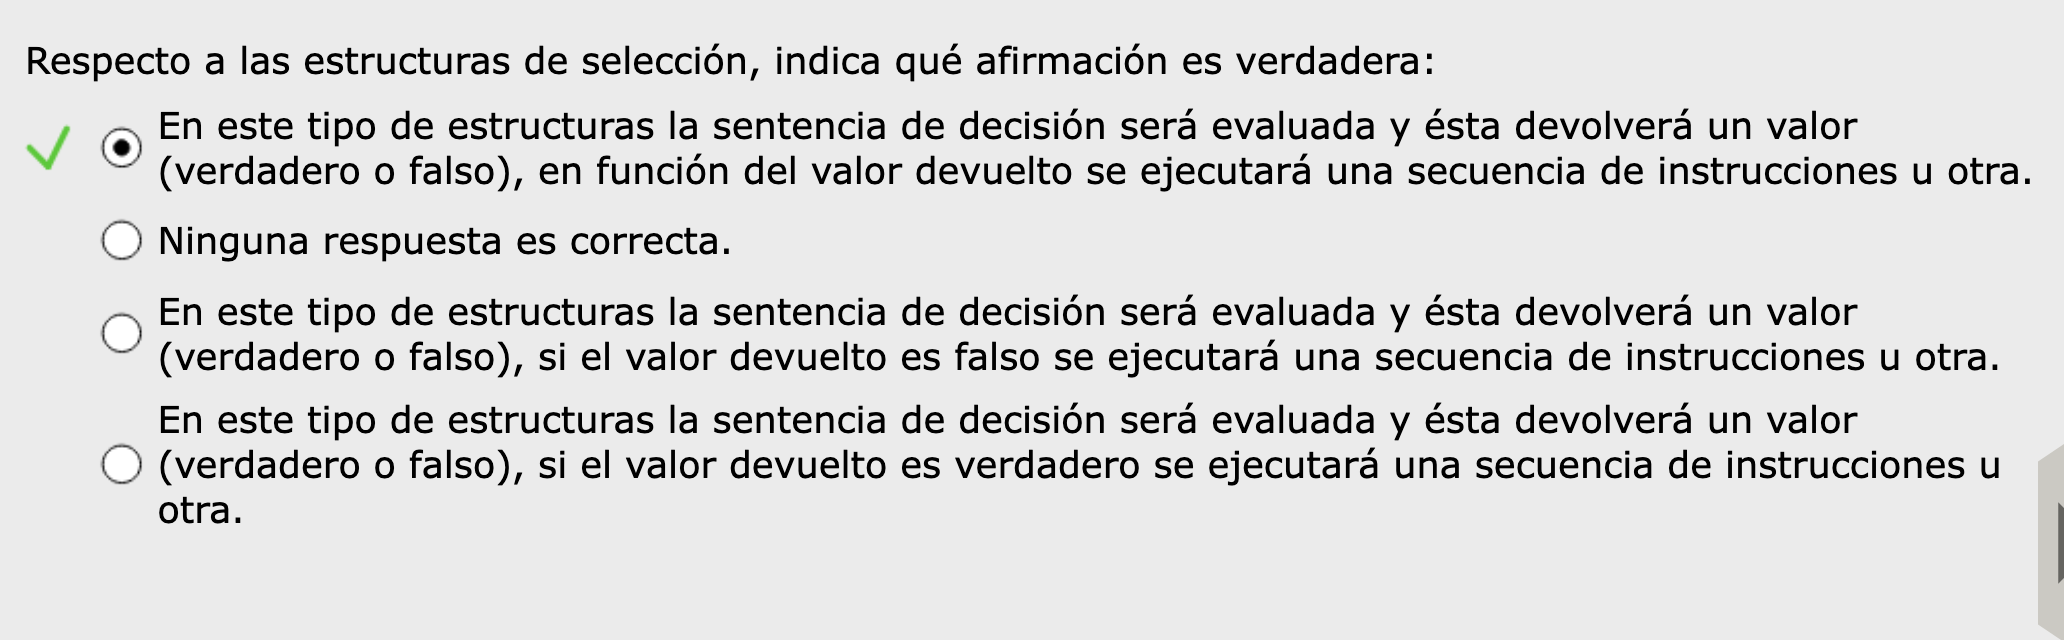 Respecto a las estructuras de selección, indica qué afirmación es verdadera:
En este tipo de estructuras la sentencia de decisión será evaluada y ésta devolverá un valor
(verdadero o falso), en función del valor devuelto se ejecutará una secuencia de instrucciones u otra.
Ninguna respuesta es correcta.
En este tipo de estructuras la sentencia de decisión será evaluada y ésta devolverá un valor
(verdadero o falso), si el valor devuelto es falso se ejecutará una secuencia de instrucciones u otra.
En este tipo de estructuras la sentencia de decisión será evaluada y ésta devolverá un valor
(verdadero o falso), si el valor devuelto es verdadero se ejecutará una secuencia de instrucciones u
otra.